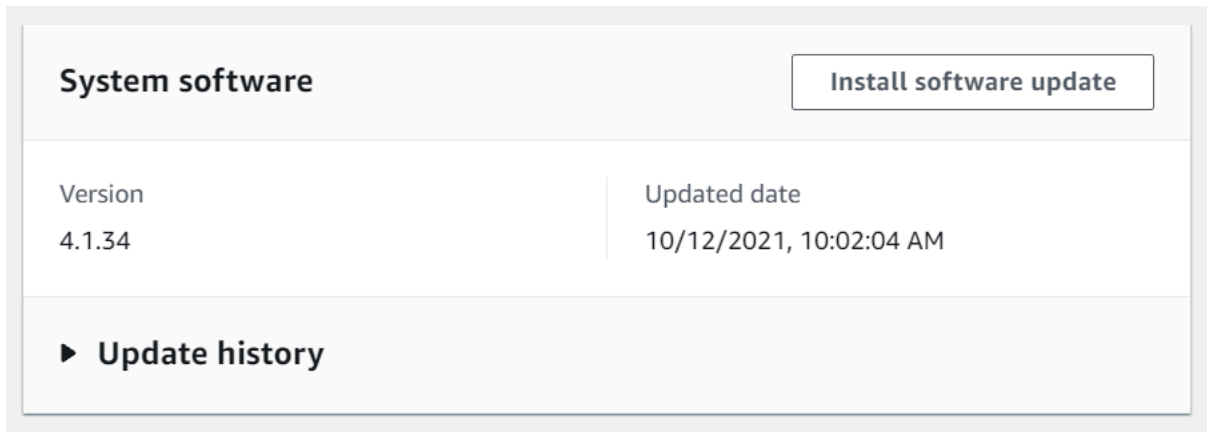 System software
Install software update
Version
Updated date
4.1.34
10/12/2021, 10:02:04 AM
Update history